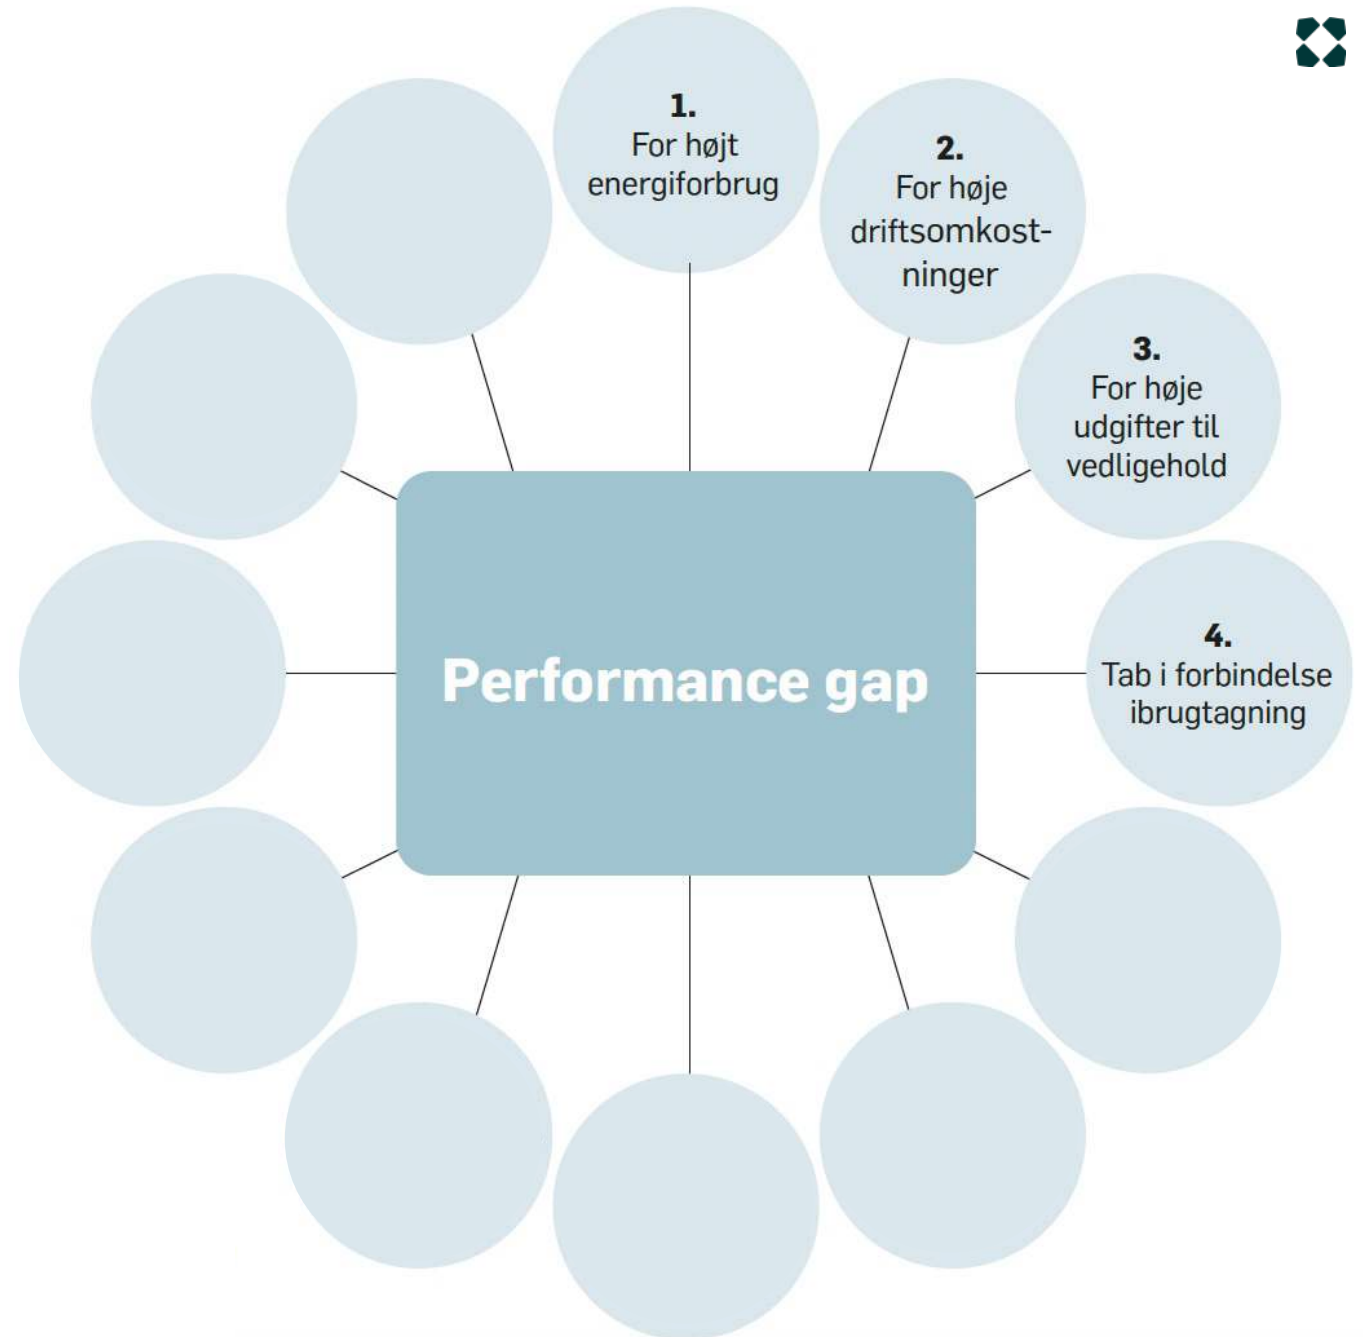 1.
For højt
energiforbrug
2.
For høje
driftsomkost-
ninger
3.
For høje
udgifter til
vedligehold
4.
Tab i forbindelse
ibrugtagning
Performance gap